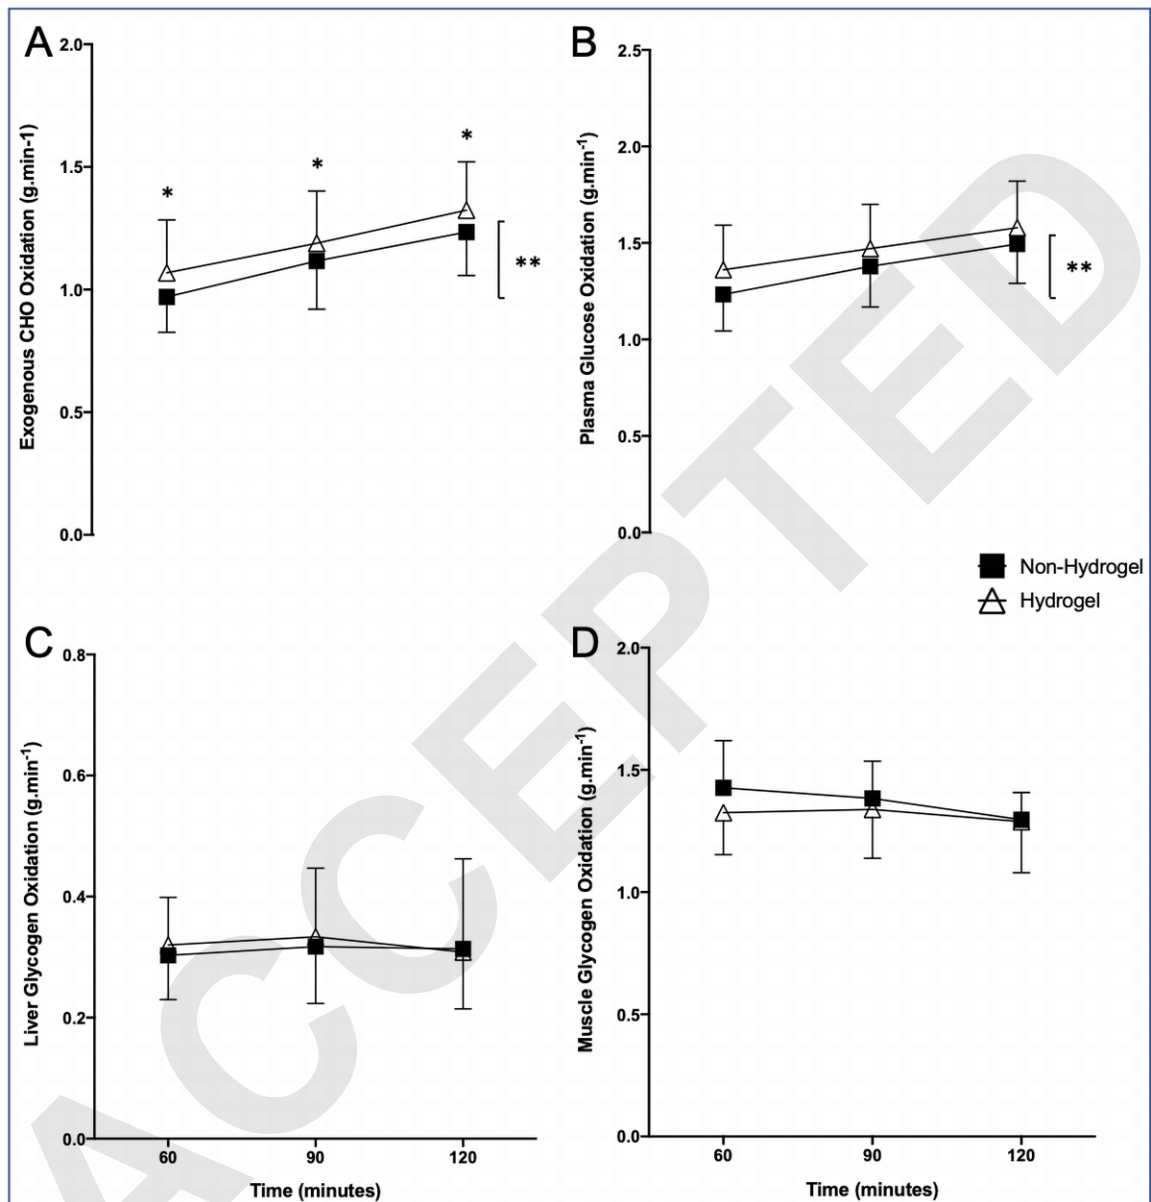 A
2.0
1.5
1.0
0.5
0.0
Exogenous CHO Oxidation (g.min-1)
*
*
*
**
B
2.5
2.0
1.5
1.0
0.5
0.0
Plasma Glucose Oxidation (g.min⁻¹)
**
Non-Hydrogel
Hydrogel
C
0.8
0.6
0.4
0.2
0.0
Liver Glycogen Oxidation (g.min⁻¹)
60 90 120
Time (minutes)
D
2.0
1.5
1.0
0.5
0.0
Muscle Glycogen Oxidation (g.min⁻¹)
60 90 120
Time (minutes)
ACCEPTED